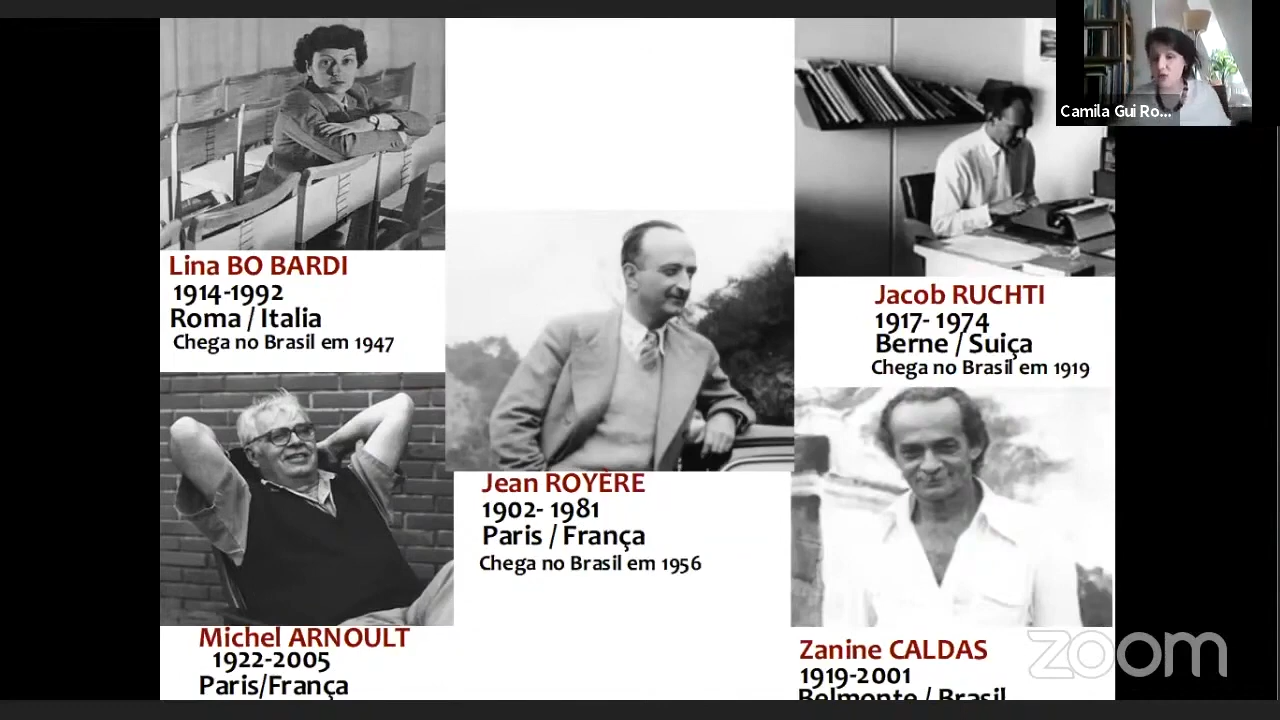 Camila Gui Ro...
Lina BO BARDI
1914-1992
Roma / Italia
Chega no Brasil em 1947
Jacob RUCHTI
1917- 1974
Berne / Suiça
Chega no Brasil em 1919
Jean ROYÈRE
1902- 1981
Paris / França
Chega no Brasil em 1956
Michel ARNOULT
1922-2005
Paris/França
Zanine CALDAS
1919-2001
Belmonte / Brasil
zoom